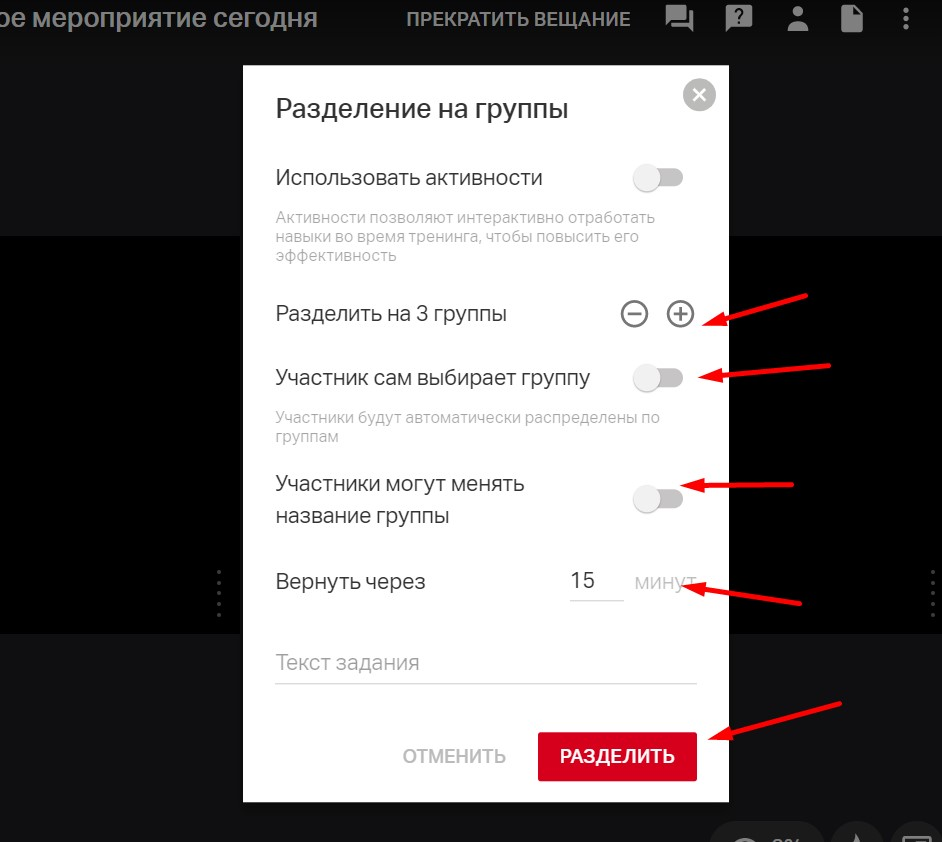 ое мероприятие сегодня
ПРЕКРАТИТЬ ВЕЩАНИЕ
?
Разделение на группы
Использовать активности
Активности позволяют интерактивно отработать
навыки во время тренинга, чтобы повысить его
эффективность
Разделить на 3 группы
Участник сам выбирает группу
Участники будут автоматически распределены по
группам
Участники могут менять
название группы
Вернуть через 15 минут
Текст задания
ОТМЕНИТЬ РАЗДЕЛИТЬ